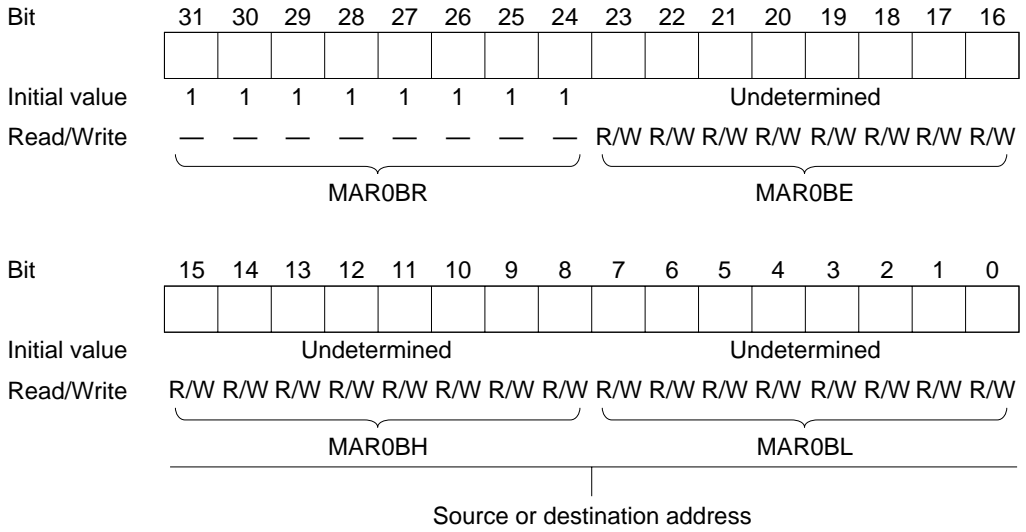 Bit 31 30 29 28 27 26 25 24 23 22 21 20 19 18 17 16
Initial value 1 1 1 1 1 1 1 1 Undetermined
Read/Write — — — — — — — — R/W R/W R/W R/W R/W R/W R/W R/W
MAR0BR MAR0BE
Bit 15 14 13 12 11 10 9 8 7 6 5 4 3 2 1 0
Initial value Undetermined Undetermined
Read/Write R/W R/W R/W R/W R/W R/W R/W R/W R/W R/W R/W R/W R/W R/W R/W R/W
MAR0BH MAR0BL
Source or destination address